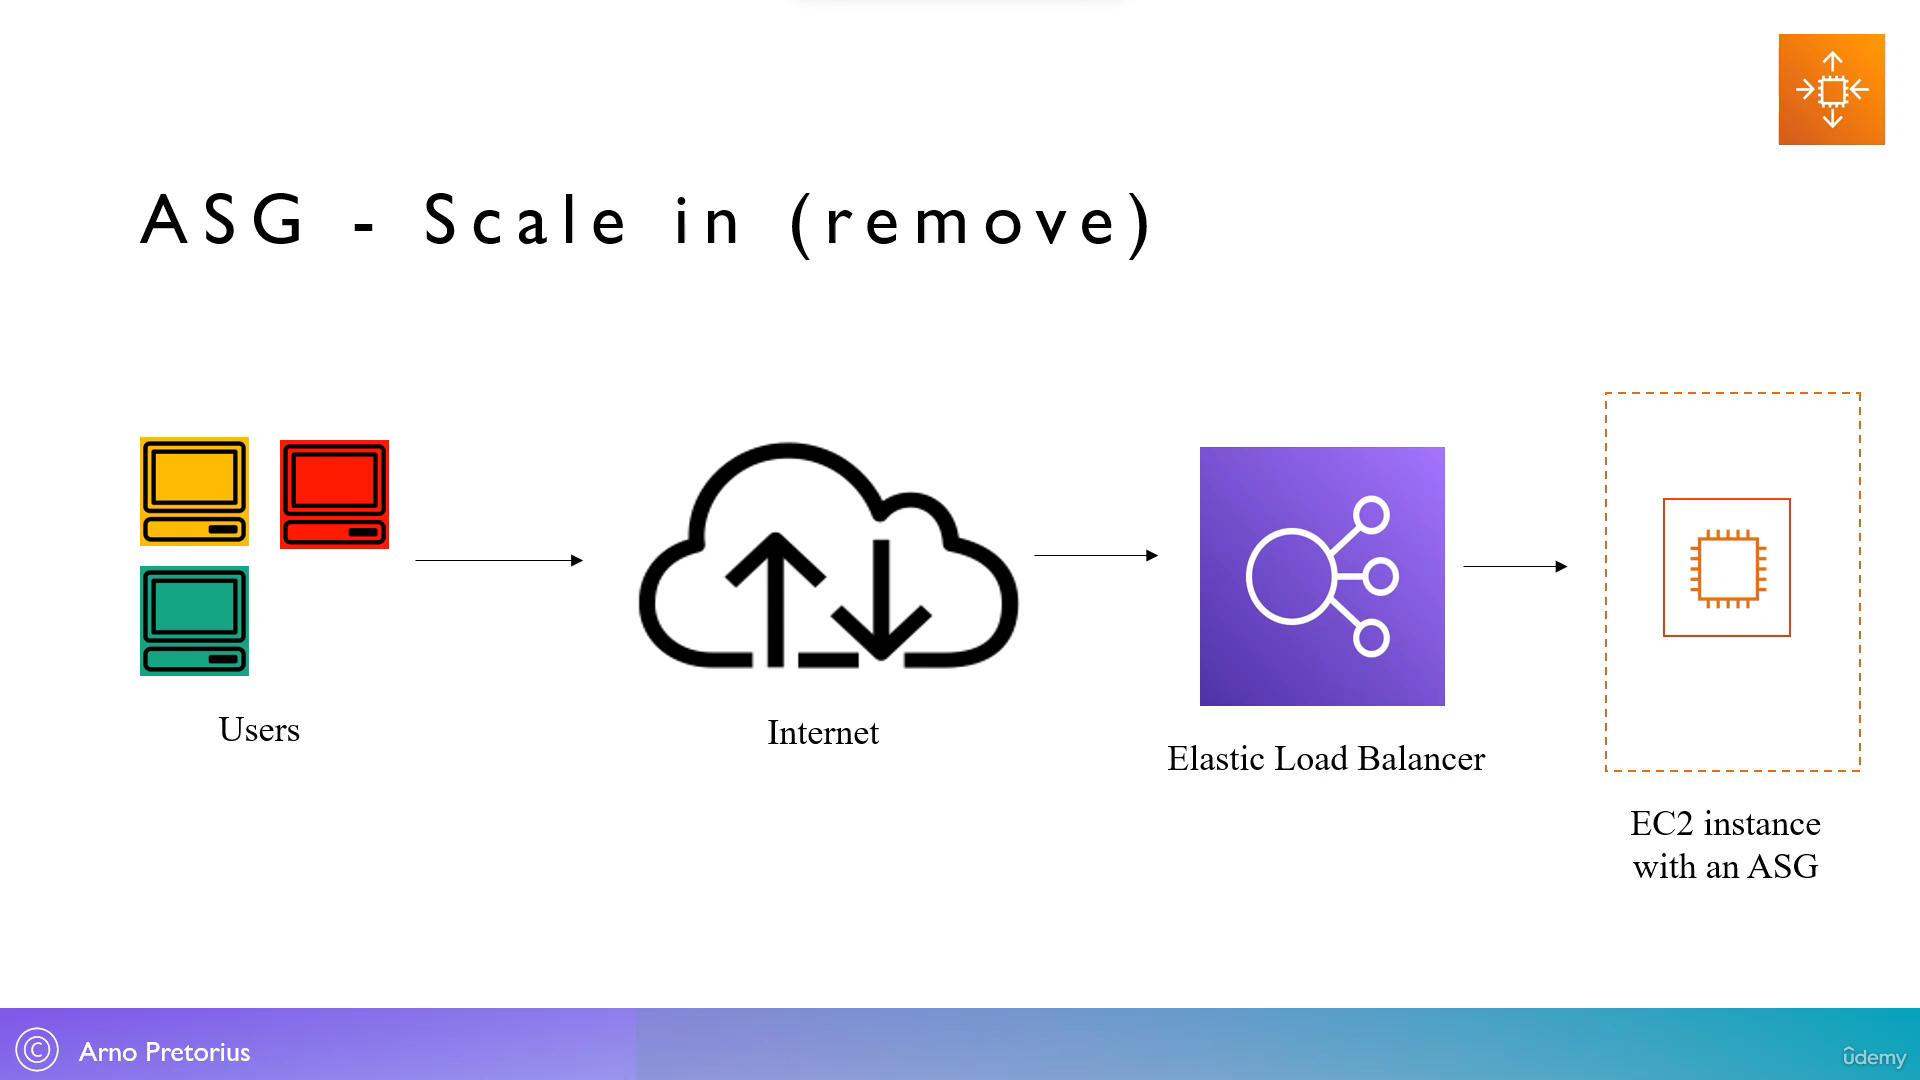 ASG - Scale in (remove)
Users
Internet
Elastic Load Balancer
EC2 instance
with an ASG
© Arno Pretorius
ûdemy